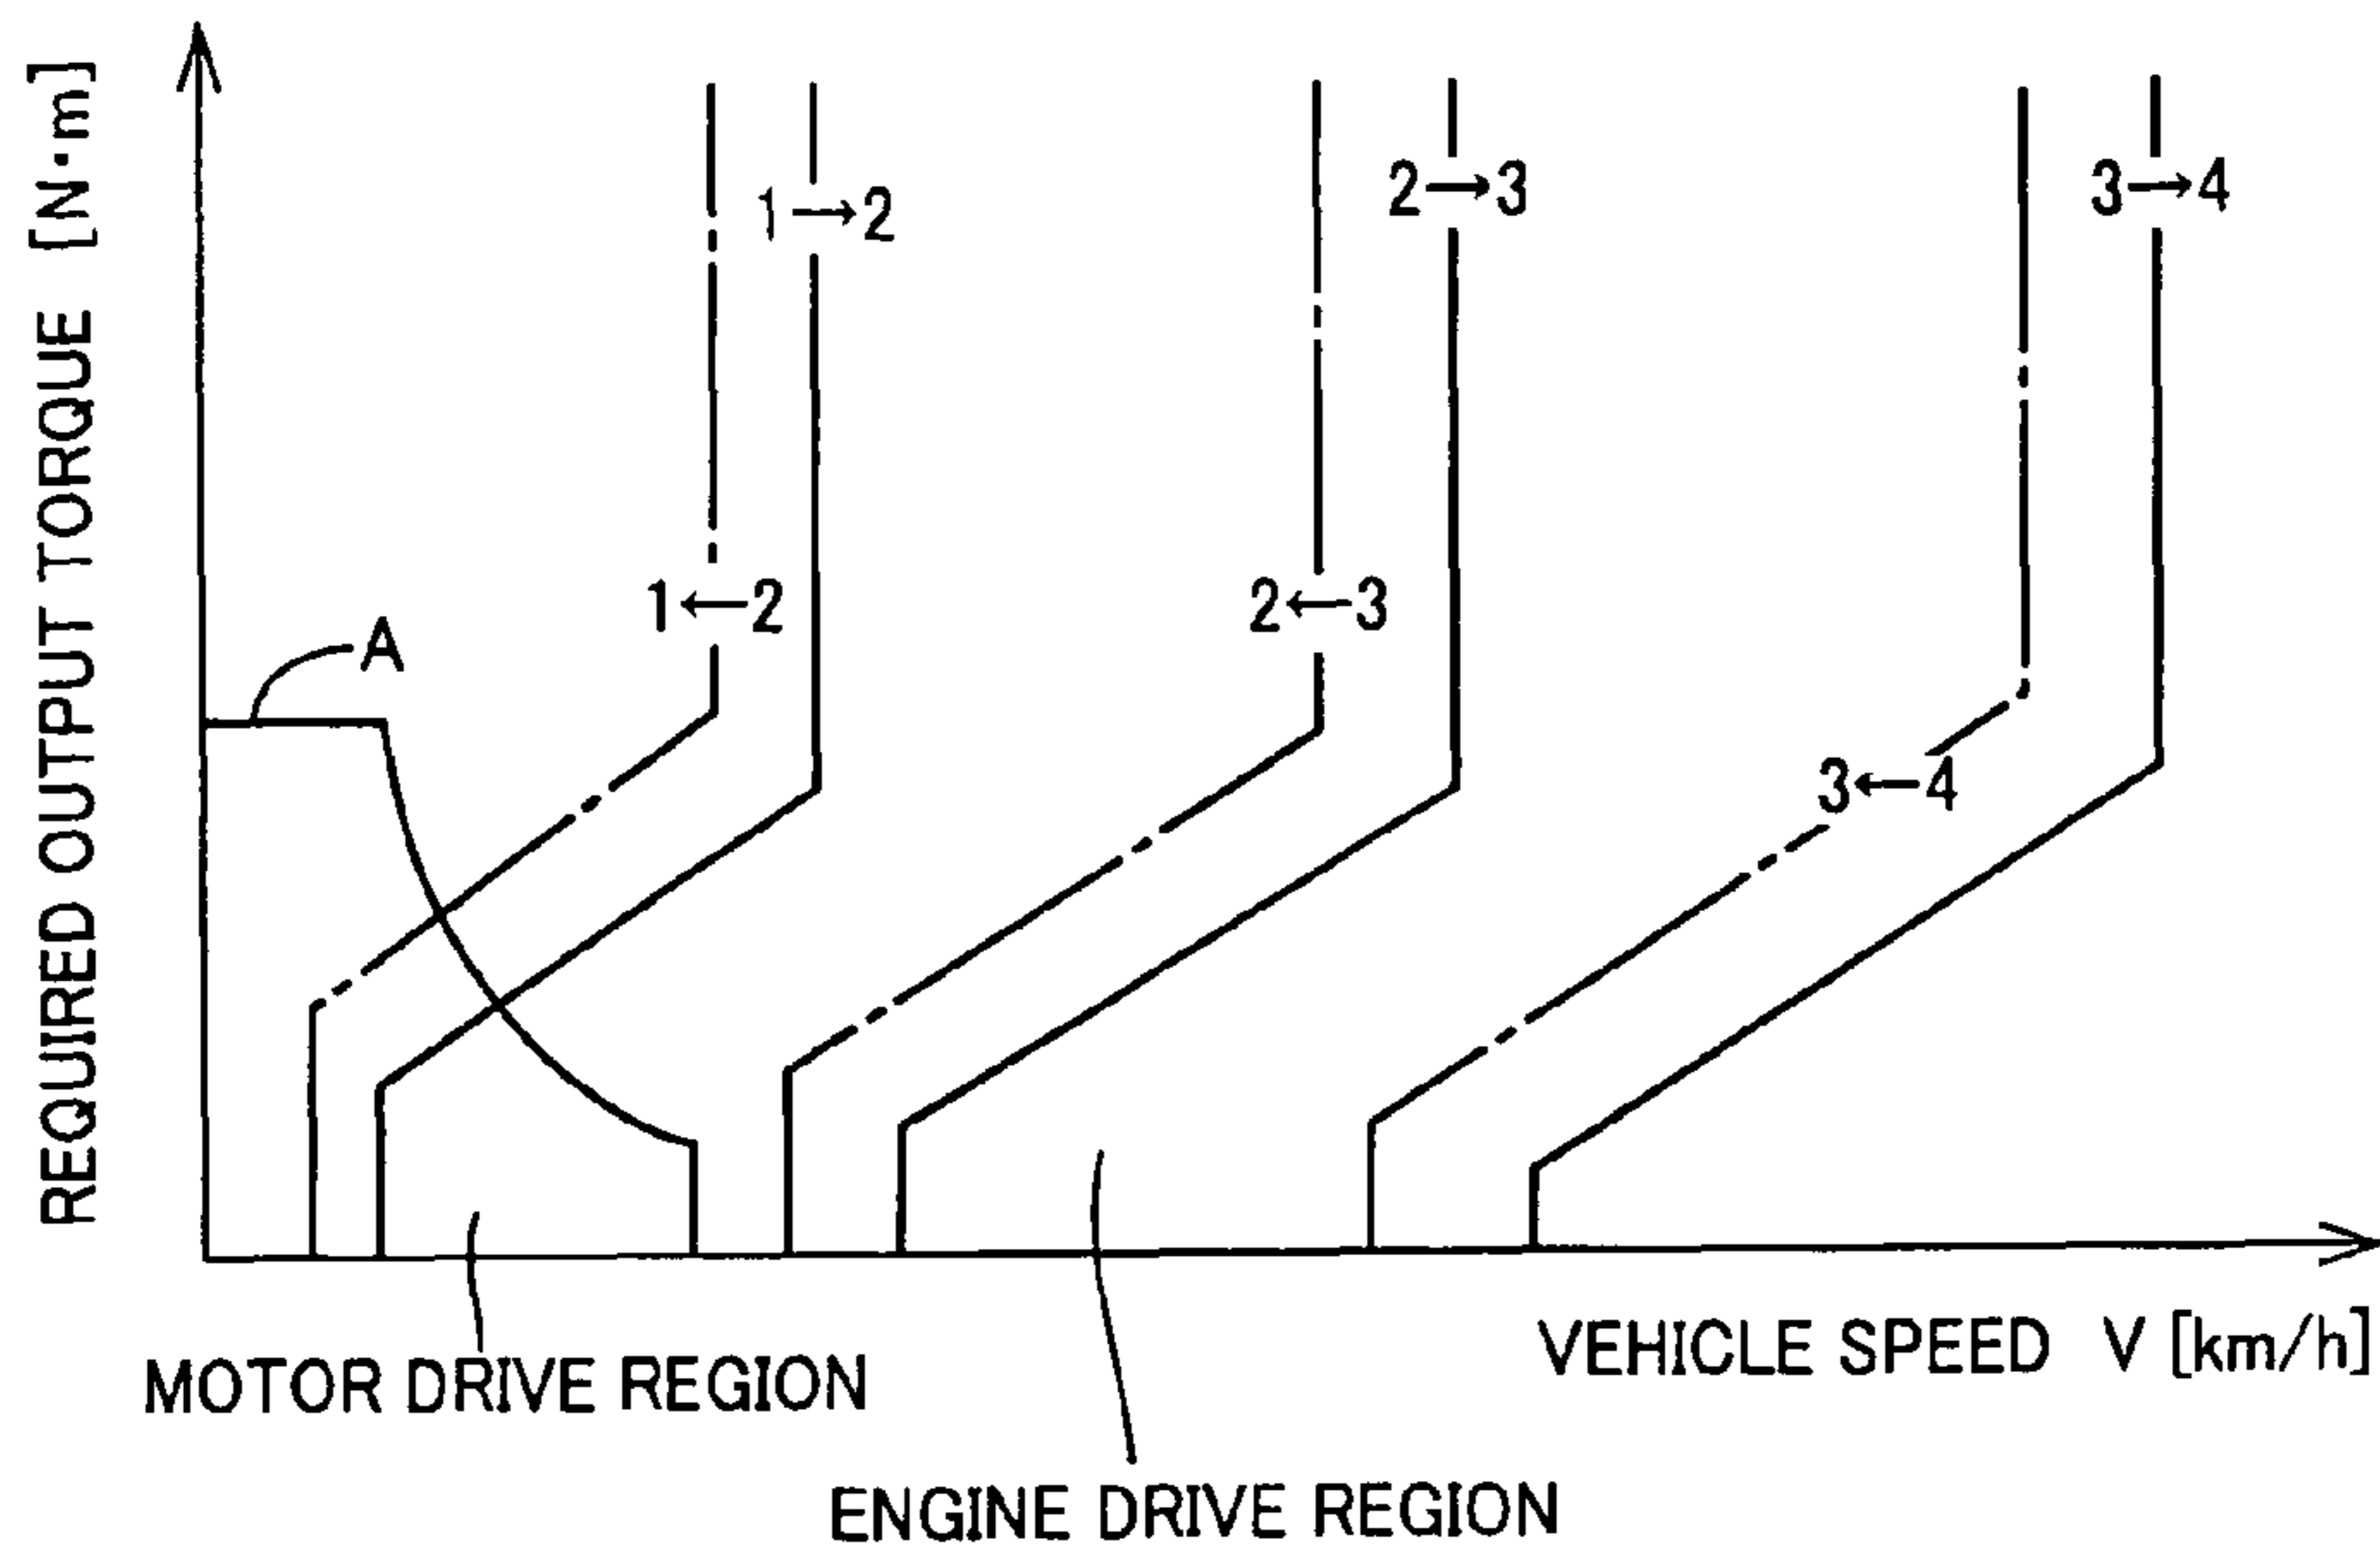 REQUIRED OUTPUT TORQUE [N·m]
1→2
2→3
3→4
1←2
2←3
A
3←4
VEHICLE SPEED V [km/h]
MOTOR DRIVE REGION
ENGINE DRIVE REGION